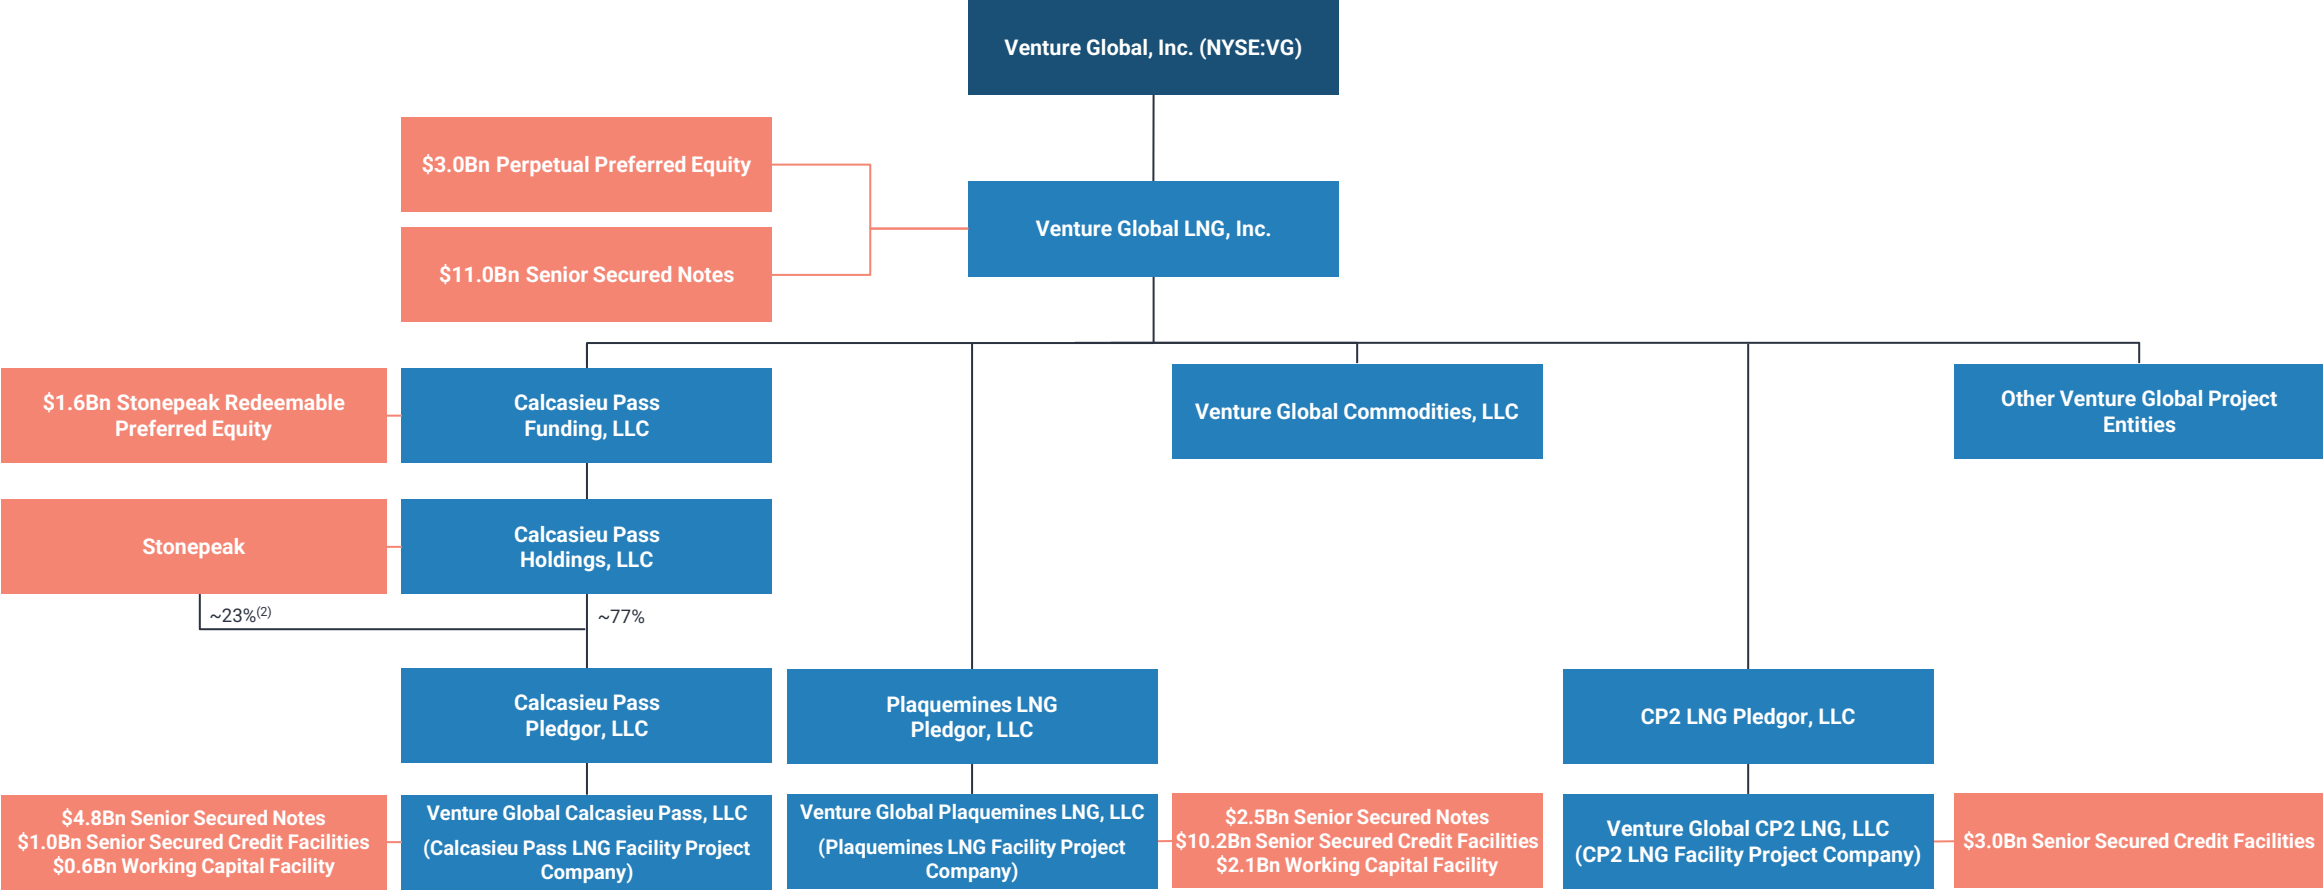 Venture Global, Inc. (NYSE:VG)
$3.0Bn Perpetual Preferred Equity
Venture Global LNG, Inc.
$11.0Bn Senior Secured Notes
$1.6Bn Stonepeak Redeemable
Preferred Equity
Calcasieu Pass
Funding, LLC
Venture Global Commodities, LLC
Other Venture Global Project
Entities
Stonepeak
Calcasieu Pass
Holdings, LLC
~23%(2)
~77%
Calcasieu Pass
Pledgor, LLC
Plaquemines LNG
Pledgor, LLC
CP2 LNG Pledgor, LLC
$4.8Bn Senior Secured Notes
$1.0Bn Senior Secured Credit Facilities
$0.6Bn Working Capital Facility
Venture Global Calcasieu Pass, LLC
(Calcasieu Pass LNG Facility Project
Company)
Venture Global Plaquemines LNG, LLC
(Plaquemines LNG Facility Project
Company)
$2.5Bn Senior Secured Notes
$10.2Bn Senior Secured Credit Facilities
$2.1Bn Working Capital Facility
Venture Global CP2 LNG, LLC
(CP2 LNG Facility Project Company)
$3.0Bn Senior Secured Credit Facilities